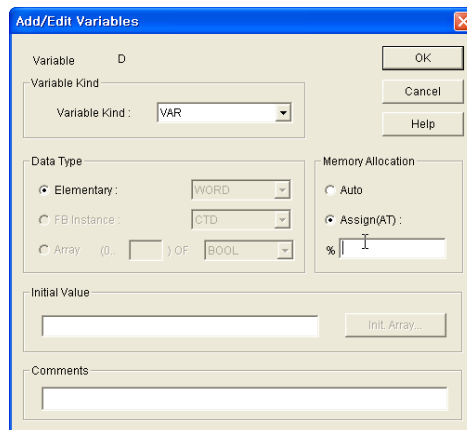 Add/Edit Variables
Variable D
OK
Variable Kind
Cancel
Variable Kind : VAR
Help
Data Type
Memory Allocation
Elementary : WORD
Auto
FB Instance : CTD
Assign(AT) :
Array (0.. ) OF BOOL
%
Initial Value
Init. Array...
Comments